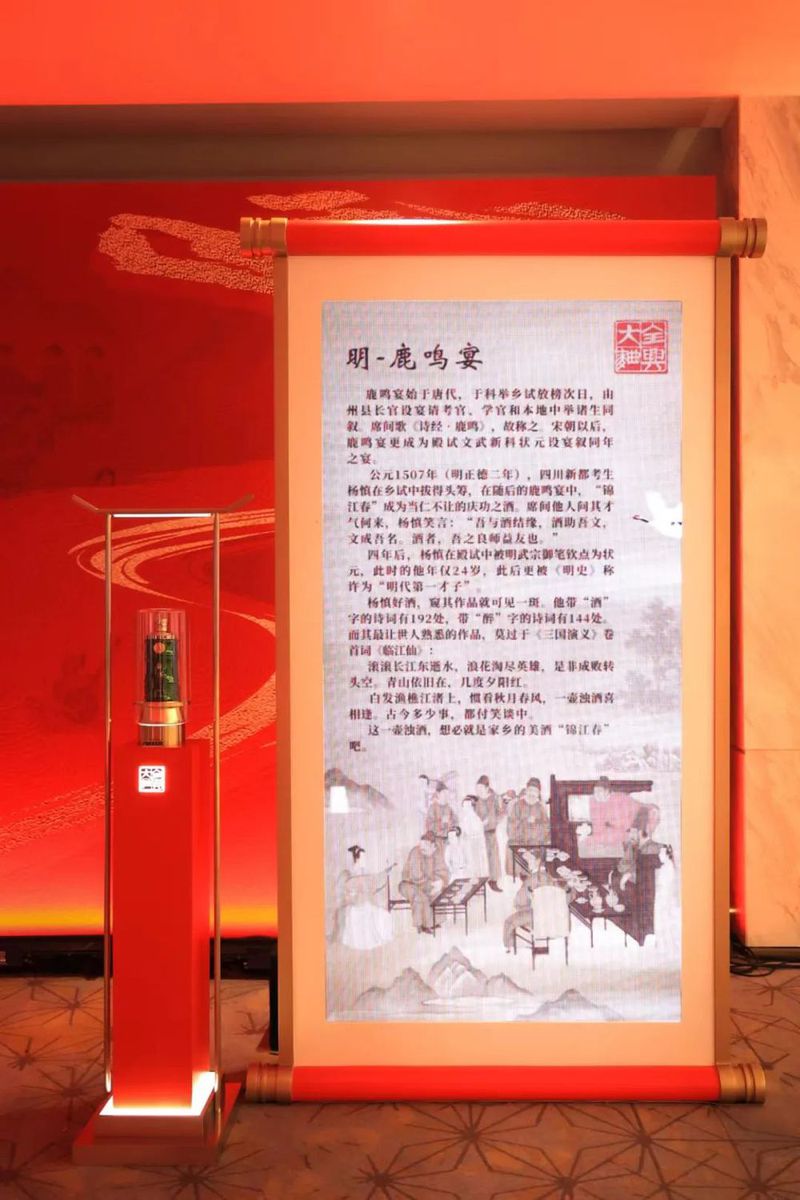 明-鹿鸣宴
全興
大麯
鹿鸣宴始于唐代，于科举乡试放榜次日，由
州县长官设宴请考官、学官和本地中举诸生同
叙。席间歌《诗经·鹿鸣》，故称之。宋朝以后，
鹿鸣宴更成为殿试文武新科状元设宴叙同年
之宴。
公元1507年（明正德二年），四川新都考生
杨慎在乡试中拔得头筹，在随后的鹿鸣宴中，“锦
江春”成为当仁不让的庆功之酒。席间他人问其才
气何来，杨慎笑言：“吾与酒结缘，酒助吾文，
文成吾名。酒者，吾之良师益友也。”
四年后，杨慎在殿试中被明武宗御笔钦点为状
元，此时的他年仅24岁，此后更被《明史》称
许为“明代第一才子”。
杨慎好酒，窥其作品就可见一斑。他带“酒”
字的诗词有192处，带“醉”字的诗词有144处。
而其最让世人熟悉的作品，莫过于《三国演义》卷
首词《临江仙》：
滚滚长江东逝水，浪花淘尽英雄，是非成败转
头空。青山依旧在，几度夕阳红。
白发渔樵江渚上，惯看秋月春风，一壶浊酒喜
相逢。古今多少事，都付笑谈中。
这一壶浊酒，想必就是家乡的美酒“锦江春”
吧。